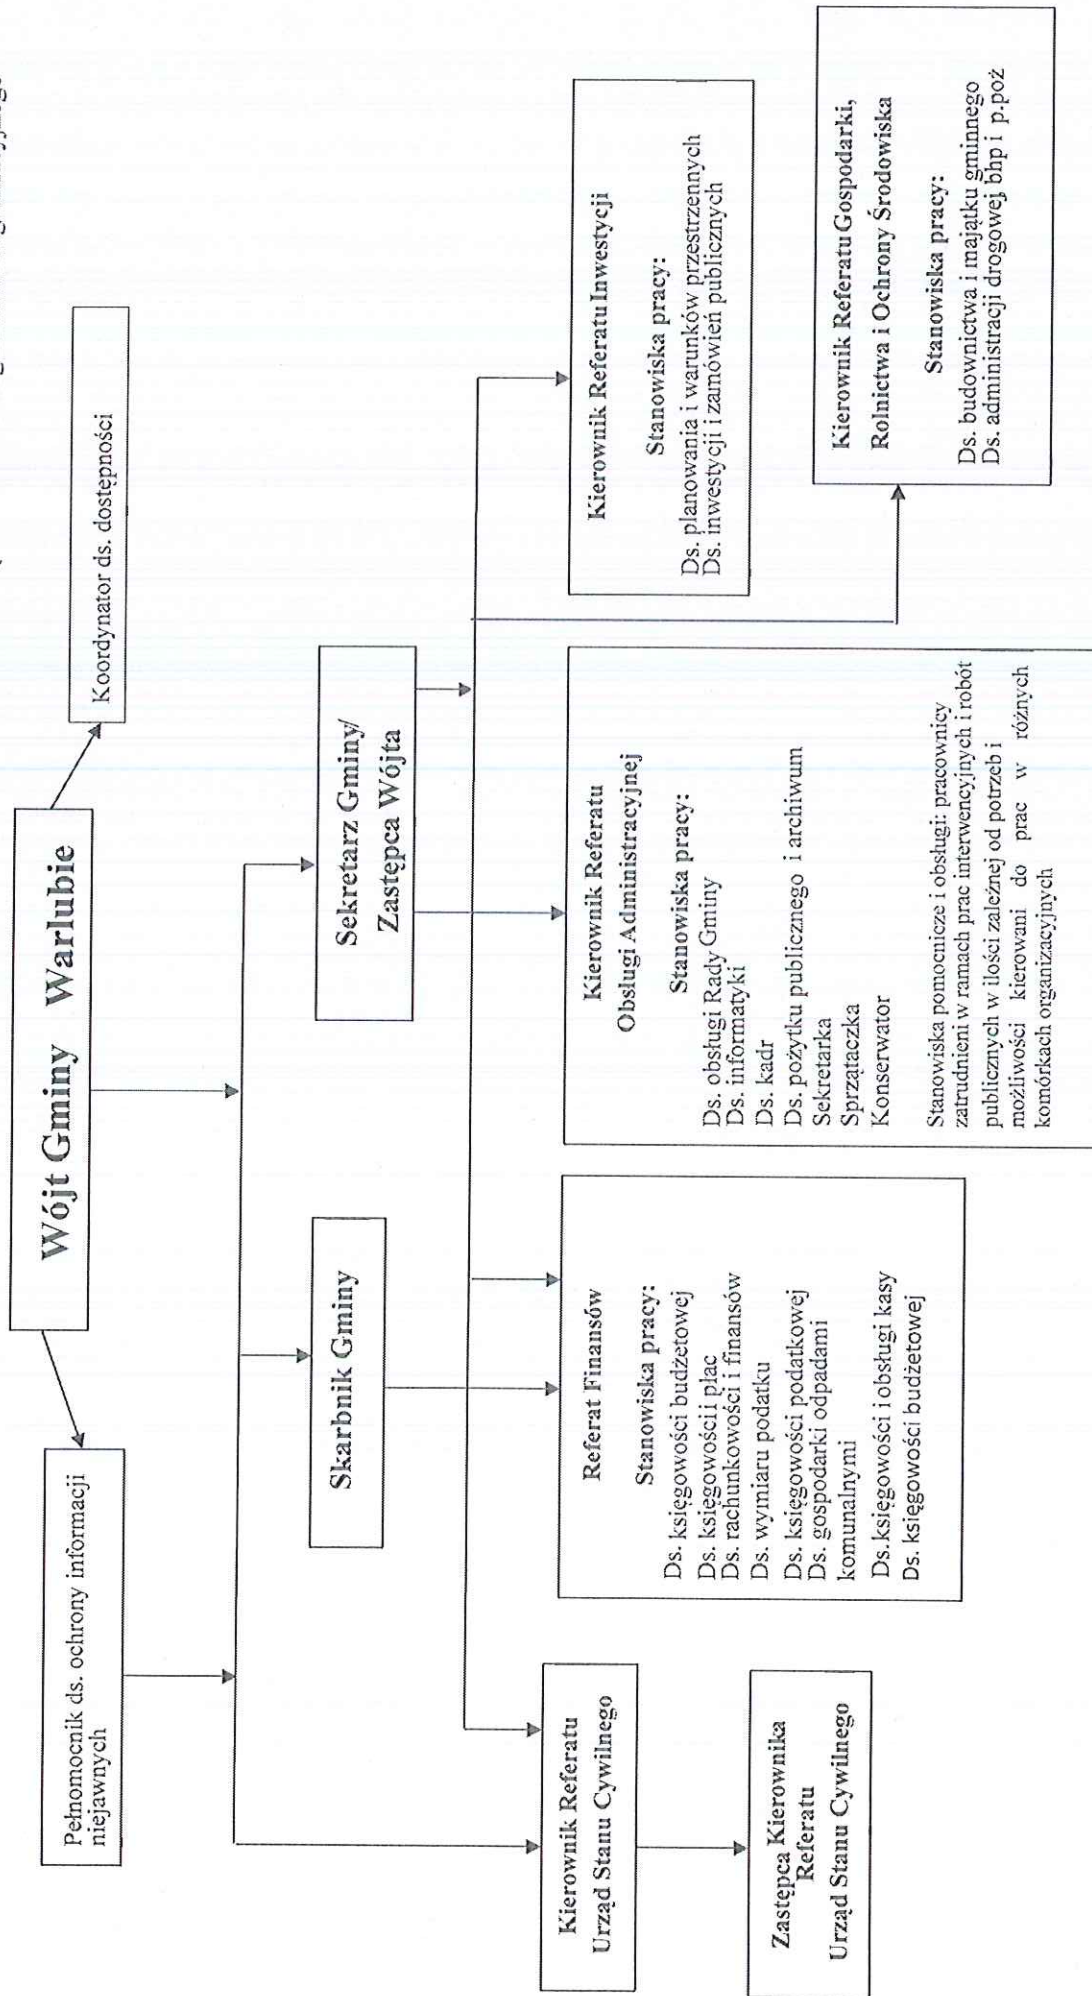 Wójt Gminy Warlubie
Pełnomocnik ds. ochrony informacji
niejawnych
Koordynator ds. dostępności
Skarbnik Gminy
Sekretarz Gminy/
Zastępca Wójta
Kierownik Referatu
Urząd Stanu Cywilnego
Zastępca Kierownika
Referatu
Urząd Stanu Cywilnego
Referat Finansów
Stanowiska pracy:
Ds. księgowości budżetowej
Ds. księgowości i płac
Ds. rachunkowości i finansów
Ds. wymiaru podatku
Ds. księgowości podatkowej
Ds. gospodarki odpadami
komunalnymi
Ds. księgowości i obsługi kasy
Ds. księgowości budżetowej
Kierownik Referatu
Obsługi Administracyjnej
Stanowiska pracy:
Ds. obsługi Rady Gminy
Ds. informatyki
Ds. kadr
Ds. pożytku publicznego i archiwum
Sekretarka
Sprzątaczka
Konserwator
Stanowiska pomocnicze i obsługi: pracownicy
zatrudnieni w ramach prac interwencyjnych i robót
publicznych w ilości zależnej od potrzeb i
możliwości kierowani do prac w różnych
komórkach organizacyjnych
Kierownik Referatu Inwestycji
Stanowiska pracy:
Ds. planowania i warunków przestrzennych
Ds. inwestycji i zamówień publicznych
Kierownik Referatu Gospodarki,
Rolnictwa i Ochrony Środowiska
Stanowiska pracy:
Ds. budownictwa i majątku gminnego
Ds. administracji drogowej, bhp i p.poż